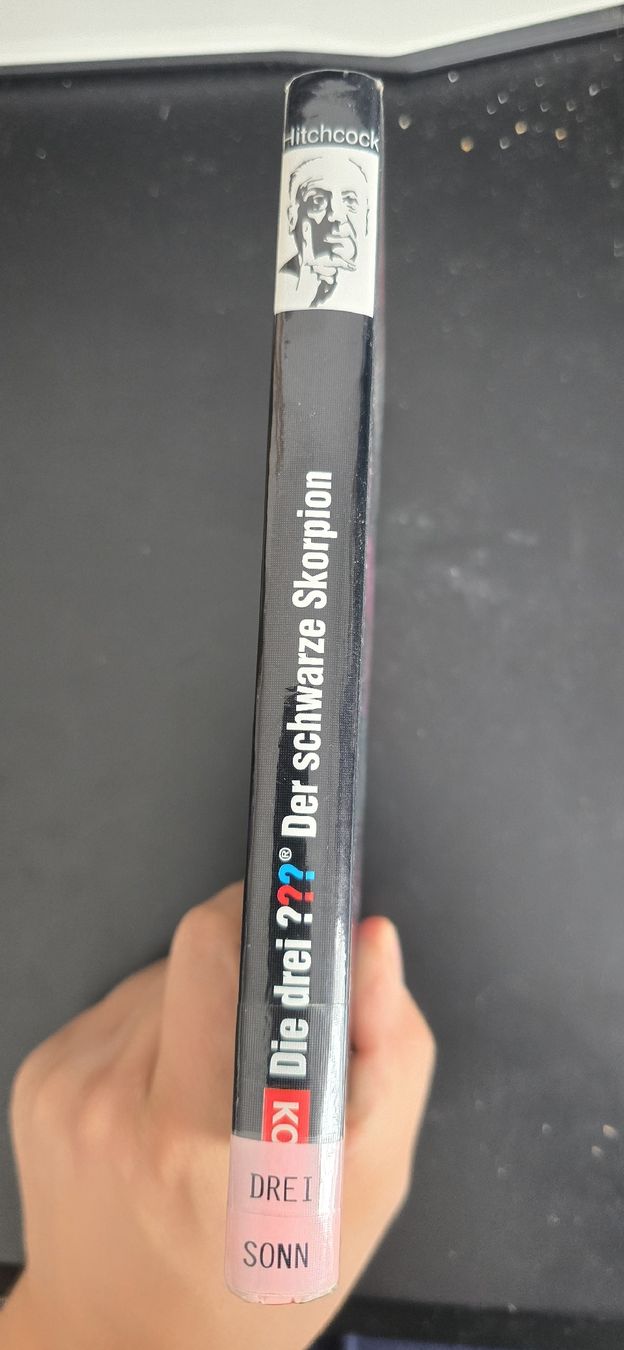 Hitchcock
Die drei ???® Der schwarze Skorpion
KO
DREI
SONN